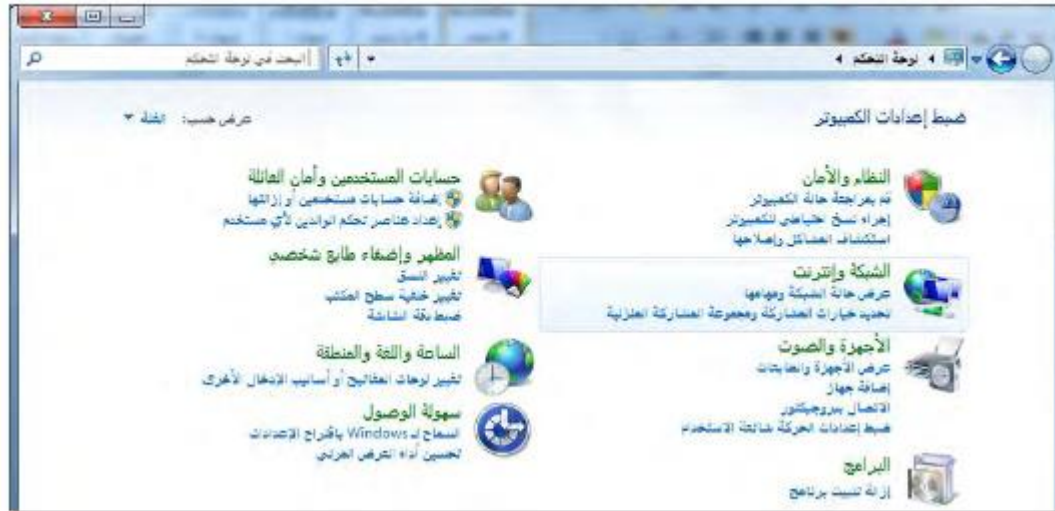 لوحة التحكم
البحث في لوحة التحكم
ضبط إعدادات الكمبيوتر
عرض حسب: الفئة
النظام والأمان
قم بمراجعة حالة الكمبيوتر
إجراء نسخ احتياطي للكمبيوتر
استكشاف المشاكل وإصلاحها
الشبكة وإنترنت
عرض حالة الشبكة ومهامها
تحديد خيارات المشاركة ومجموعة المشاركة المنزلية
الأجهزة والصوت
عرض الأجهزة والطابعات
إضافة جهاز
الاتصال ببروجيكتور
ضبط إعدادات الحركة شائعة الاستخدام
البرامج
إزالة تثبيت برنامج
حسابات المستخدمين وأمان العائلة
إضافة حسابات مستخدمين أو إزالتها
إعداد عناصر تحكم الوالدين لأي مستخدم
المظهر وإضفاء طابع شخصي
تغيير النسق
تغيير خلفية سطح المكتب
ضبط دقة الشاشة
الساعة واللغة والمنطقة
تغيير لوحات المفاتيح أو أساليب الإدخال الأخرى
سهولة الوصول
السماح لـ Windows باقتراح الإعدادات
تحسين أداء العرض المرئي